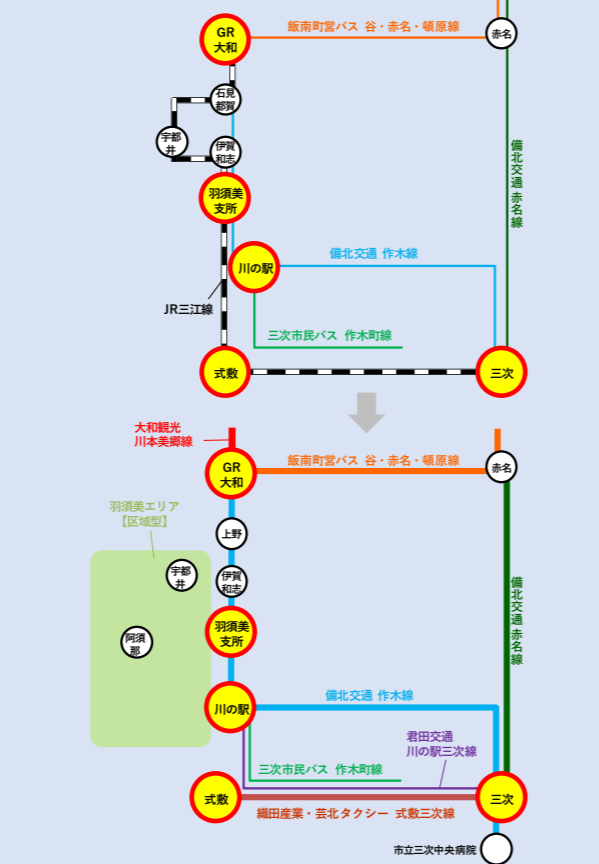 飯南町営バス 谷・赤名・頓原線
GR
大和
赤名
石見
都賀
宇都
井
伊賀
和志
備北交通 赤名線
羽須美
支所
備北交通 作木線
川の駅
JR三江線
三次市民バス 作木町線
式敷
三次
大和観光
川本美郷線
飯南町営バス 谷・赤名・頓原線
GR
大和
赤名
羽須美エリア
【区域型】
上野
宇都
井
伊賀
和志
備北交通 赤名線
羽須美
支所
阿須
那
備北交通 作木線
川の駅
君田交通
川の駅三次線
三次市民バス 作木町線
式敷
三次
織田産業・芸北タクシー 式敷三次線
市立三次中央病院